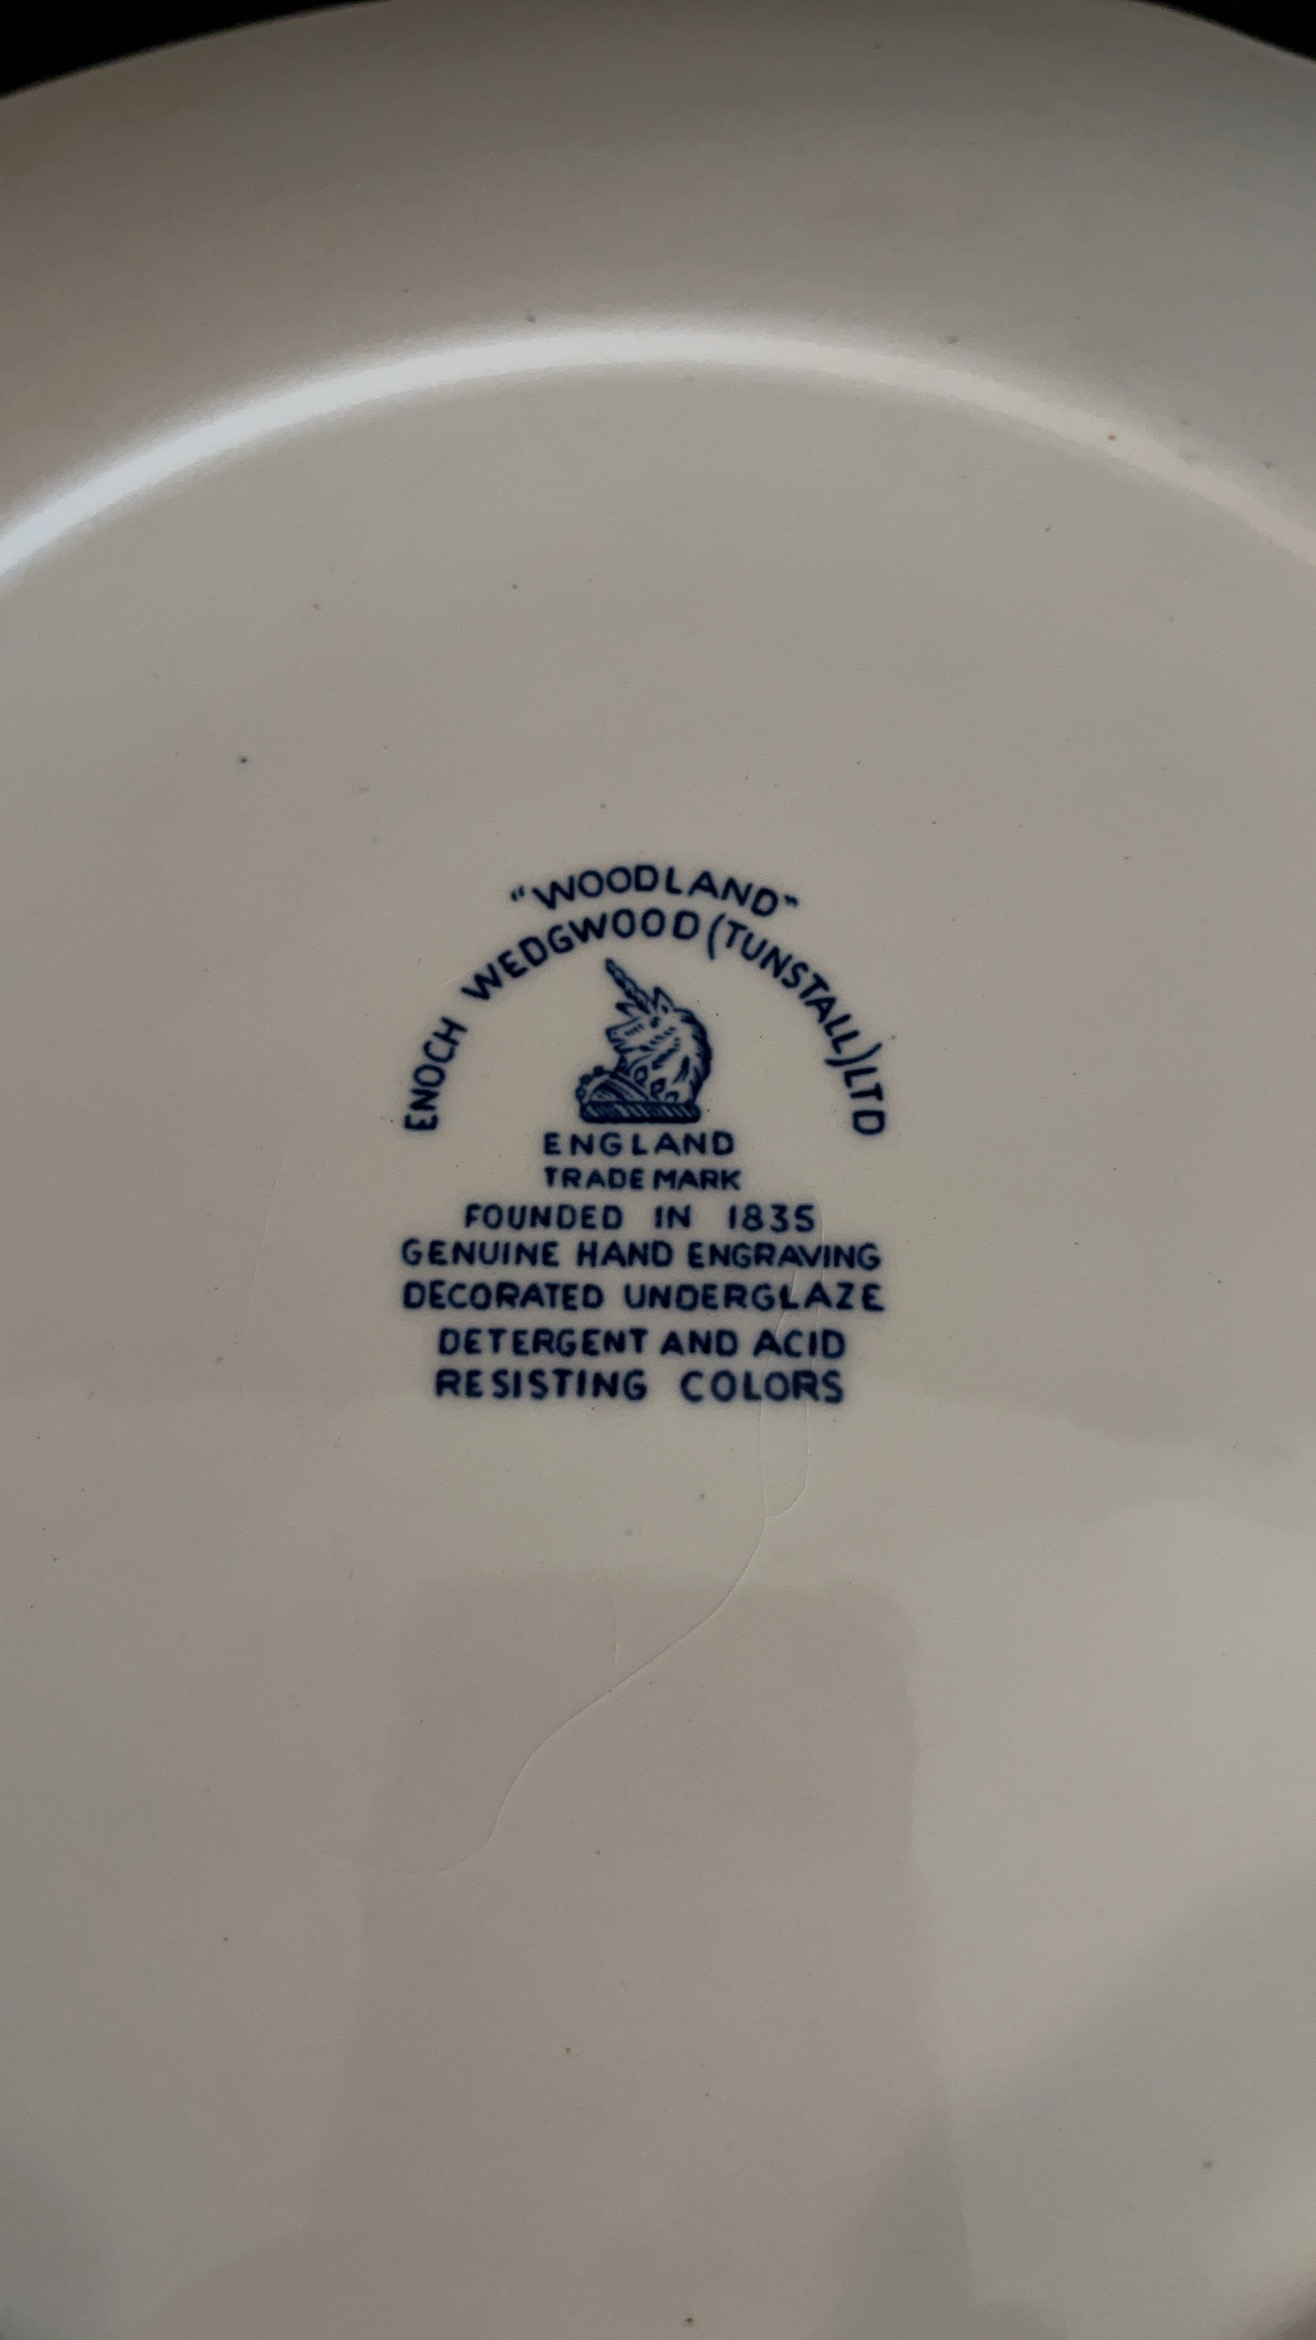 "WOODLAND"
ENOCH WEDGWOOD (TUNSTALL) LTD
ENGLAND
TRADE MARK
FOUNDED IN 1835
GENUINE HAND ENGRAVING
DECORATED UNDERGLAZE
DETERGENT AND ACID
RESISTING COLORS